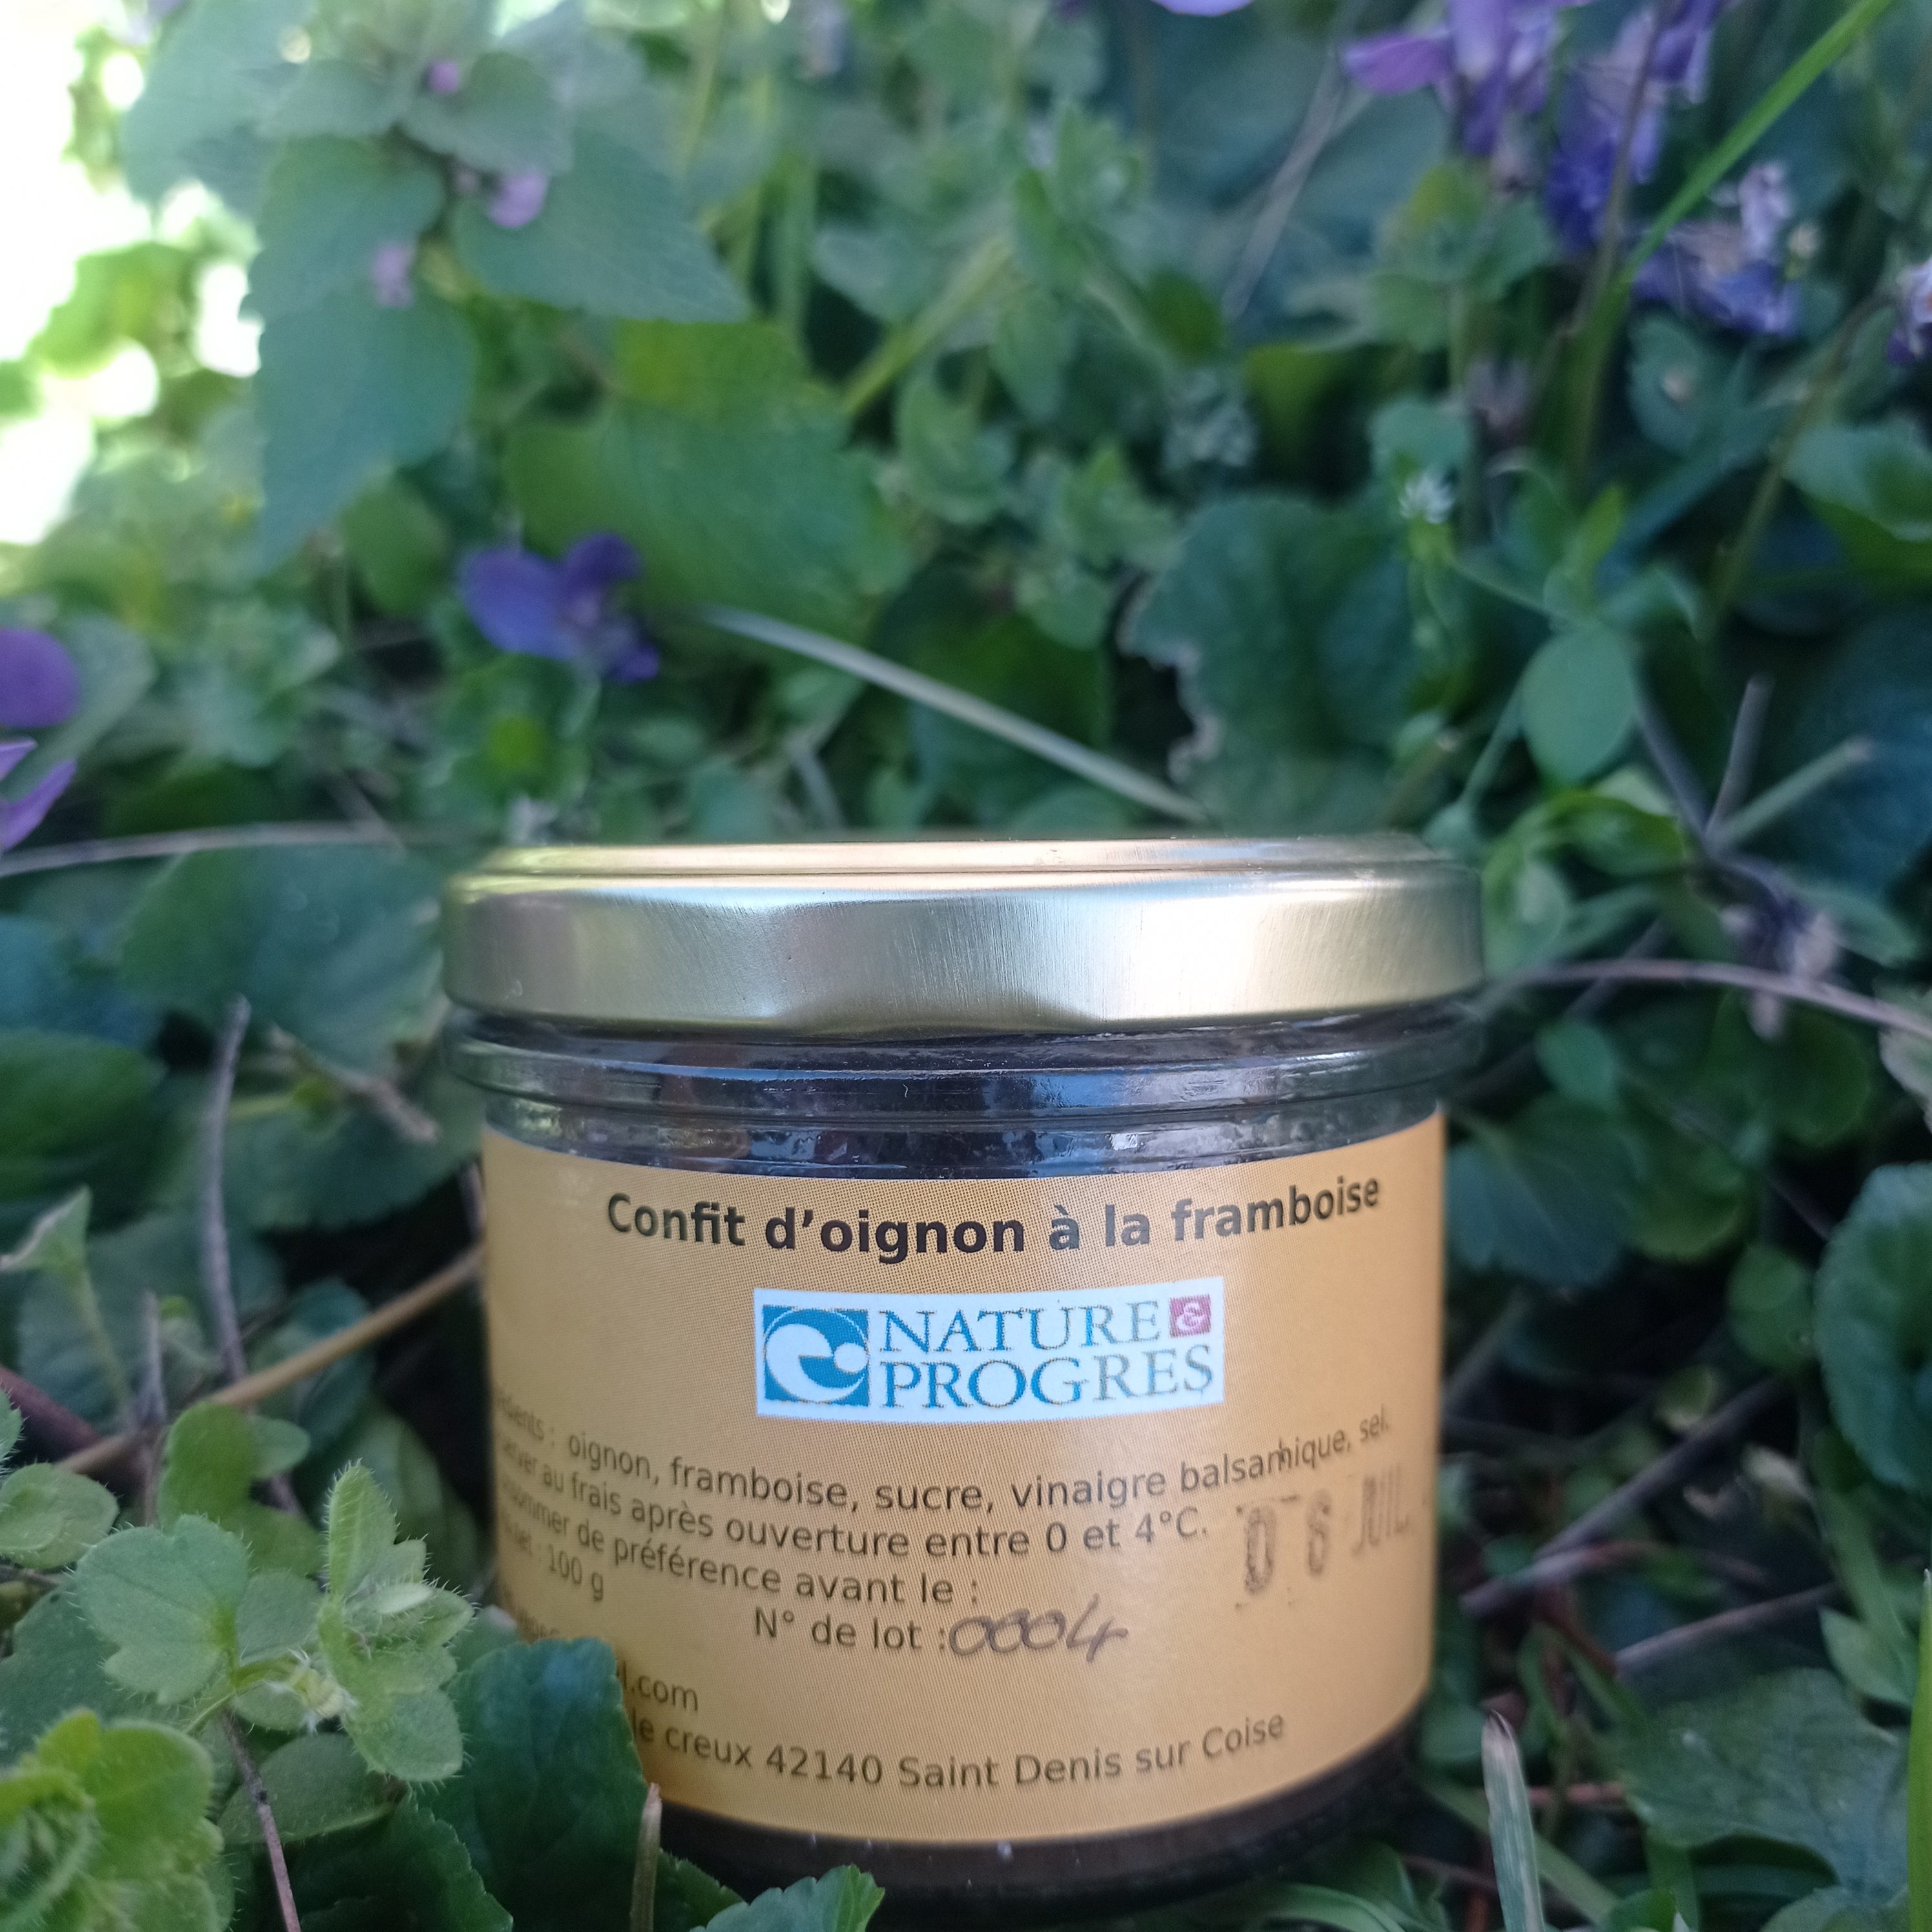 Confit d’oignon à la framboise
NATURE &
PROGRES
oignon, framboise, sucre, vinaigre balsamique, sel.
au frais après ouverture entre 0 et 4°C.
de préférence avant le :
06 JUIL
100 g
N° de lot :0004
.com
le creux 42140 Saint Denis sur Coise